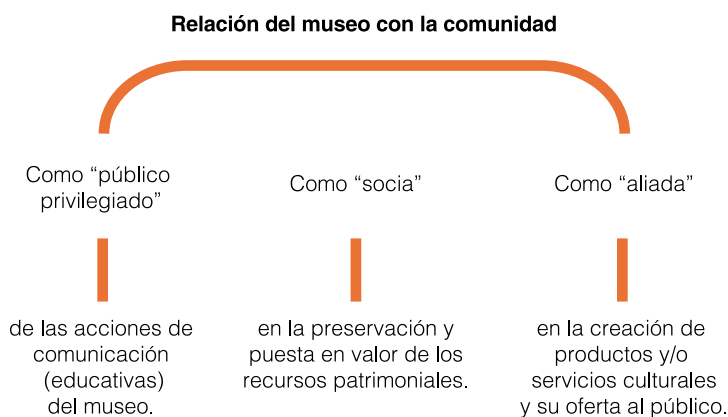 Relación del museo con la comunidad
Como “público
privilegiado”
Como “socia”
Como “aliada”
de las acciones de
comunicación
(educativas)
del museo.
en la preservación y
puesta en valor de los
recursos patrimoniales.
en la creación de
productos y/o
servicios culturales
y su oferta al público.